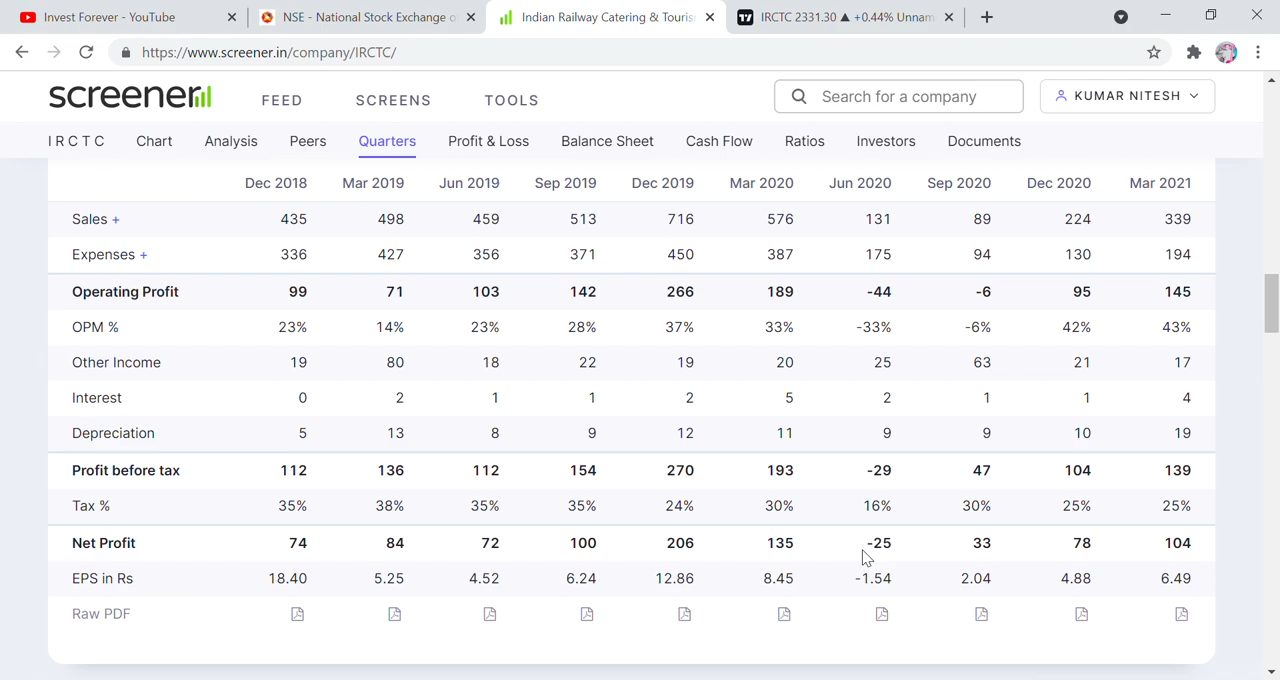 Invest Forever - YouTube
NSE - National Stock Exchange o
Indian Railway Catering & Touris
IRCTC 2331.30 ▲ +0.44% Unnam
https://www.screener.in/company/IRCTC/
screener
FEED SCREENS TOOLS
Search for a company
KUMAR NITESH
I R C T C Chart Analysis Peers Quarters Profit & Loss Balance Sheet Cash Flow Ratios Investors Documents
Dec 2018 Mar 2019 Jun 2019 Sep 2019 Dec 2019 Mar 2020 Jun 2020 Sep 2020 Dec 2020 Mar 2021
Sales + 435 498 459 513 716 576 131 89 224 339
Expenses + 336 427 356 371 450 387 175 94 130 194
Operating Profit 99 71 103 142 266 189 -44 -6 95 145
OPM % 23% 14% 23% 28% 37% 33% -33% -6% 42% 43%
Other Income 19 80 18 22 19 20 25 63 21 17
Interest 0 2 1 1 2 5 2 1 1 4
Depreciation 5 13 8 9 12 11 9 9 10 19
Profit before tax 112 136 112 154 270 193 -29 47 104 139
Tax % 35% 38% 35% 35% 24% 30% 16% 30% 25% 25%
Net Profit 74 84 72 100 206 135 -25 33 78 104
EPS in Rs 18.40 5.25 4.52 6.24 12.86 8.45 -1.54 2.04 4.88 6.49
Raw PDF